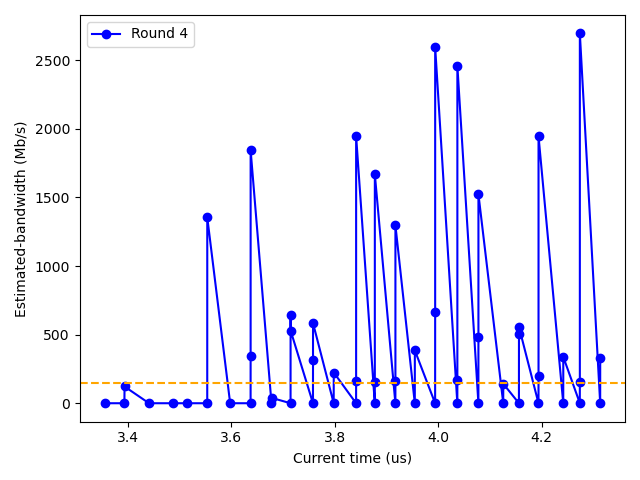 Round 4
Estimated-bandwidth (Mb/s)
2500
2000
1500
1000
500
0
3.4 3.6 3.8 4.0 4.2
Current time (us)